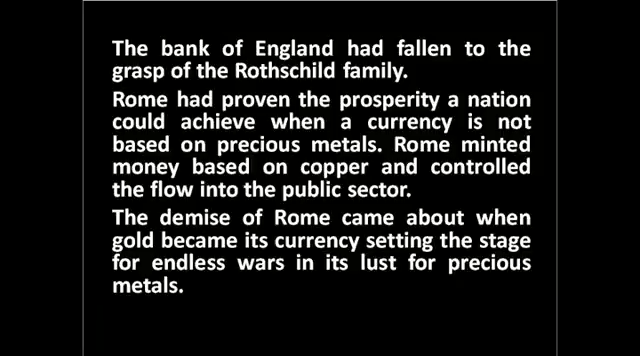 The bank of England had fallen to the
grasp of the Rothschild family.
Rome had proven the prosperity a nation
could achieve when a currency is not
based on precious metals. Rome minted
money based on copper and controlled
the flow into the public sector.
The demise of Rome came about when
gold became its currency setting the stage
for endless wars in its lust for precious
metals.